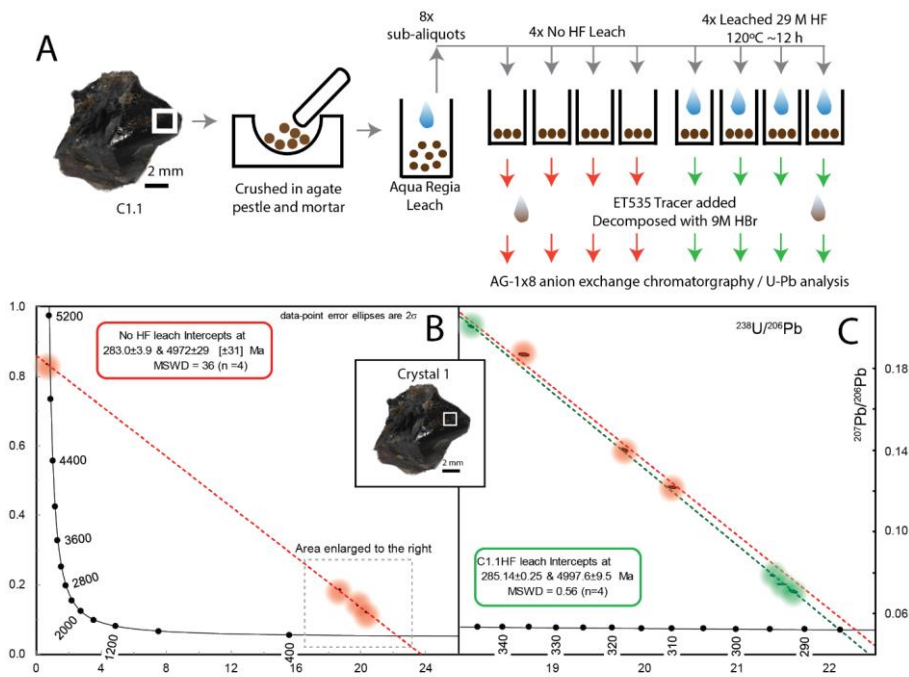 A
8x
sub-aliquots
4x No HF Leach
4x Leached 29 M HF
120ºC ~12 h
2 mm
C1.1
Crushed in agate
pestle and mortar
Aqua Regia
Leach
ET535 Tracer added
Decomposed with 9M HBr
AG-1x8 anion exchange chromatorgraphy / U-Pb analysis
B
data-point error ellipses are 2σ
No HF leach Intercepts at
283.0±3.9 & 4972±29 [±31] Ma
MSWD = 36 (n =4)
1.0
0.8
0.6
0.4
0.2
0.0
5200
4400
3600
2800
2000
1200
400
Area enlarged to the right
0 4 8 12 16 20 24
Crystal 1
2 mm
C
238U/206Pb
207Pb/206Pb
0.18
0.14
0.10
0.06
C1.1HF leach Intercepts at
285.14±0.25 & 4997.6±9.5 Ma
MSWD = 0.56 (n=4)
340 330 320 310 300 290
19 20 21 22